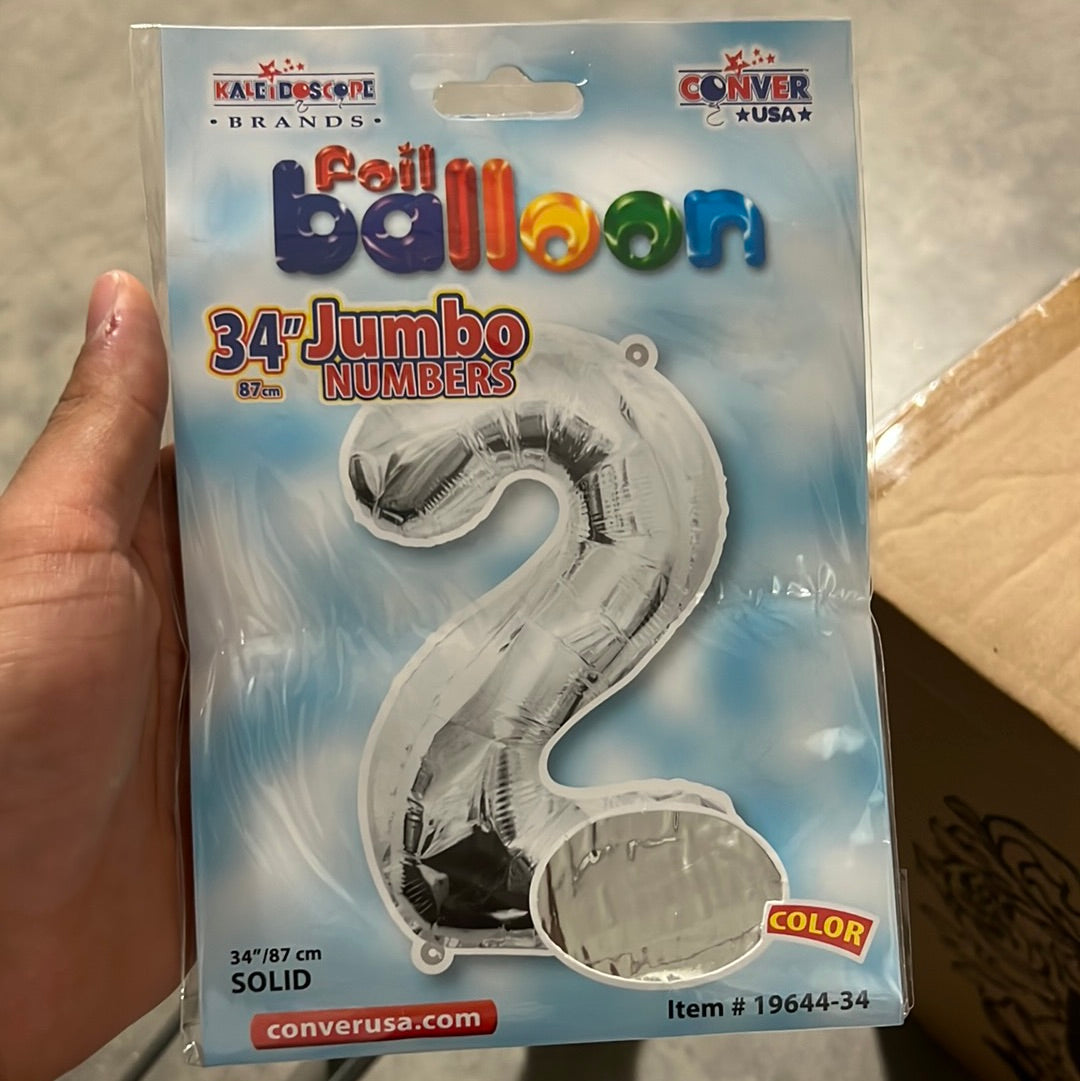 KALEIDOSCOPE
• BRANDS •
CONVER
★USA★
Foil
balloon
34" Jumbo
87cm NUMBERS
COLOR
34"/87 cm
SOLID
Item # 19644-34
converusa.com